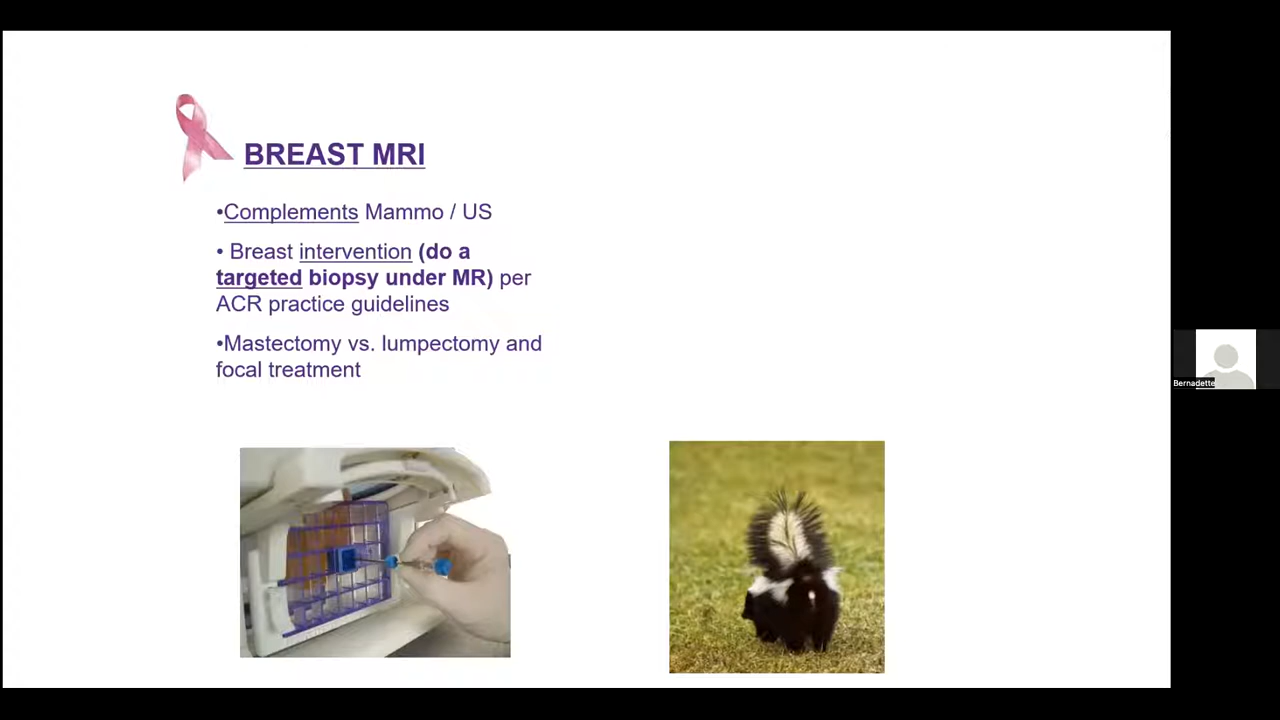 BREAST MRI
•Complements Mammo / US
• Breast intervention (do a
targeted biopsy under MR) per
ACR practice guidelines
•Mastectomy vs. lumpectomy and
focal treatment
Bernadette